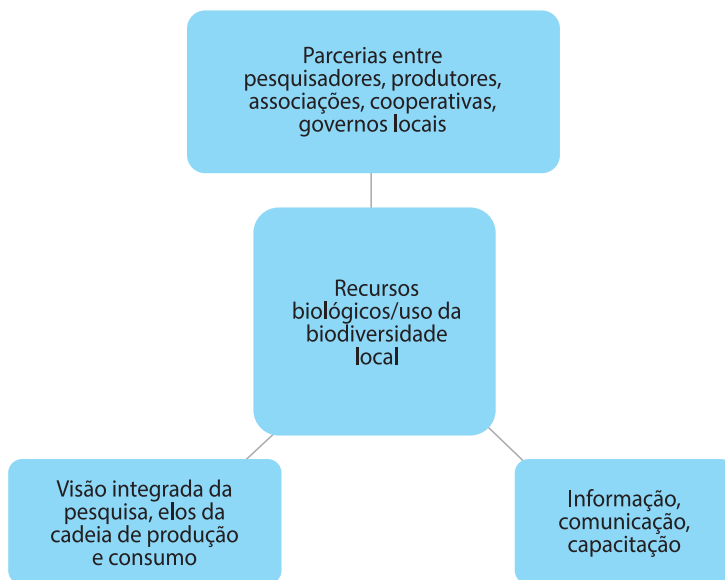 Parcerias entre
pesquisadores, produtores,
associações, cooperativas,
governos locais
Recursos
biológicos/uso da
biodiversidade
local
Visão integrada da
pesquisa, elos da
cadeia de produção
e consumo
Informação,
comunicação,
capacitação